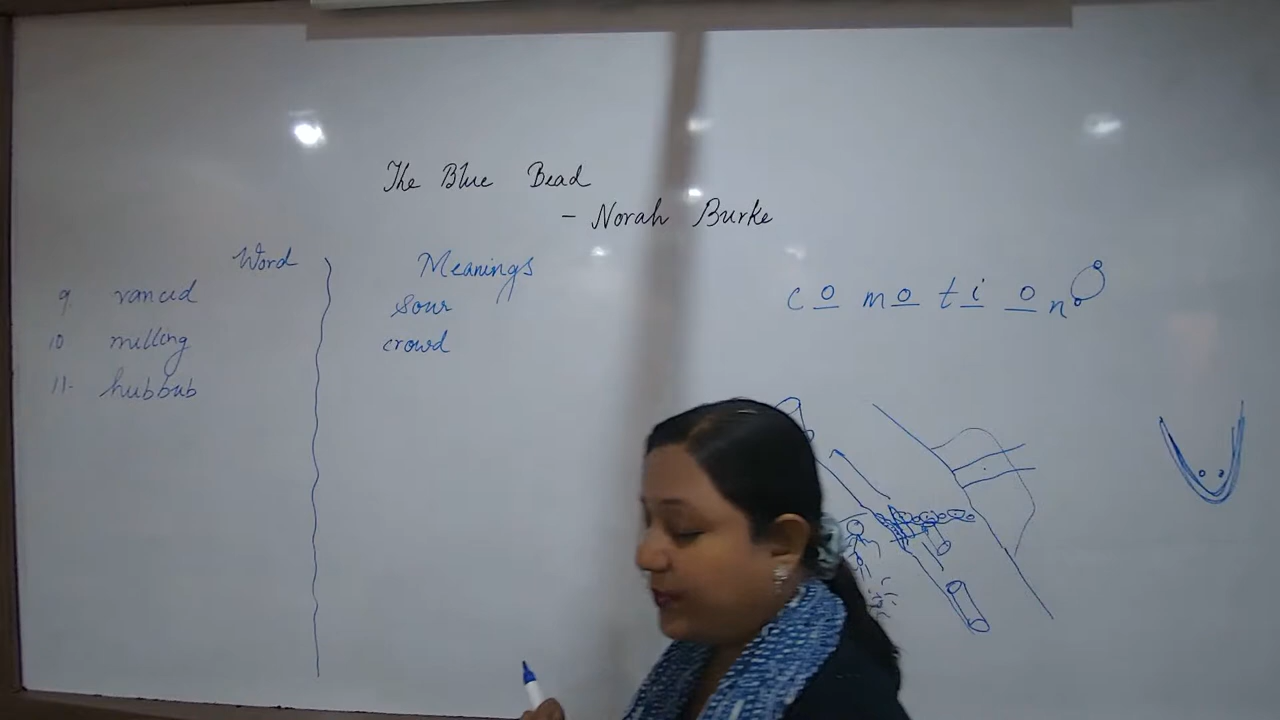 The Blue Bead
- Norah Burke
Word Meanings
9. rancid sour
10 milling crowd
11. hubbub
c o m o t i o n